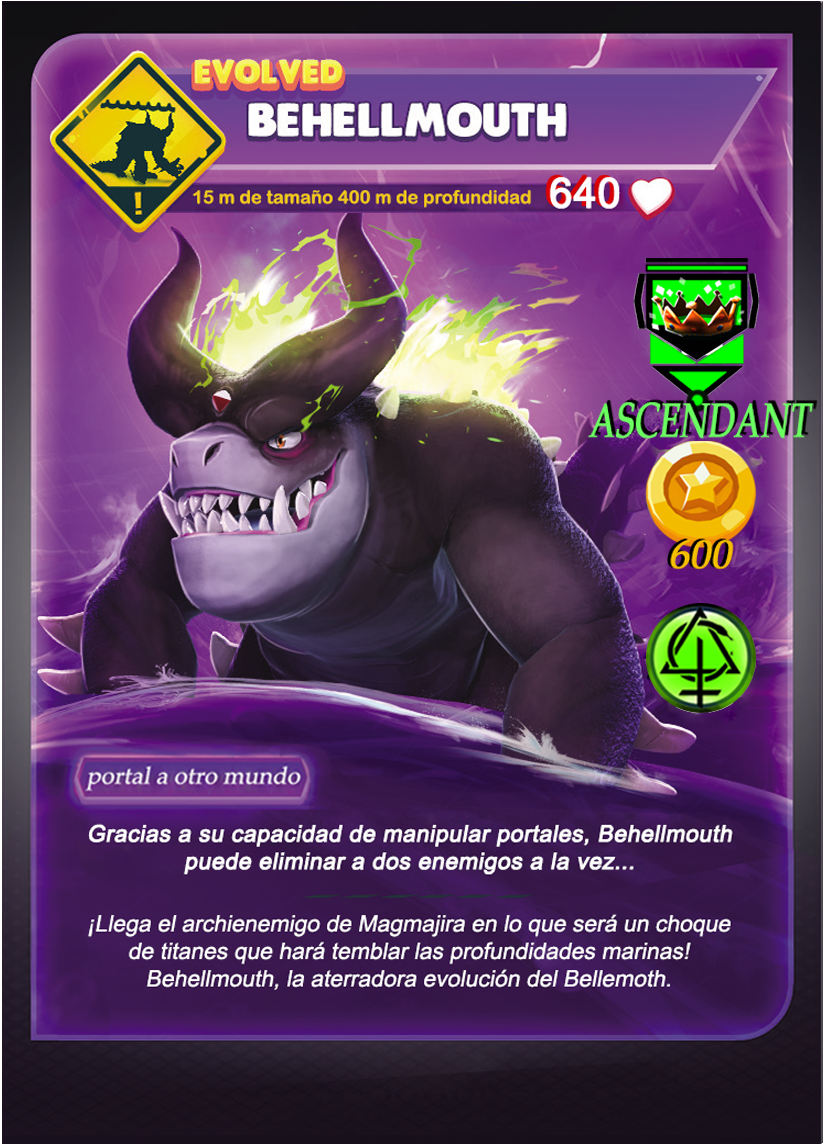 EVOLVED
BEHELLMOUTH
!
15 m de tamaño 400 m de profundidad 640
ASCENDANT
600
portal a otro mundo
Gracias a su capacidad de manipular portales, Behellmouth
puede eliminar a dos enemigos a la vez...
¡Llega el archienemigo de Magmajira en lo que será un choque
de titanes que hará temblar las profundidades marinas!
Behellmouth, la aterradora evolución del Bellemoth.